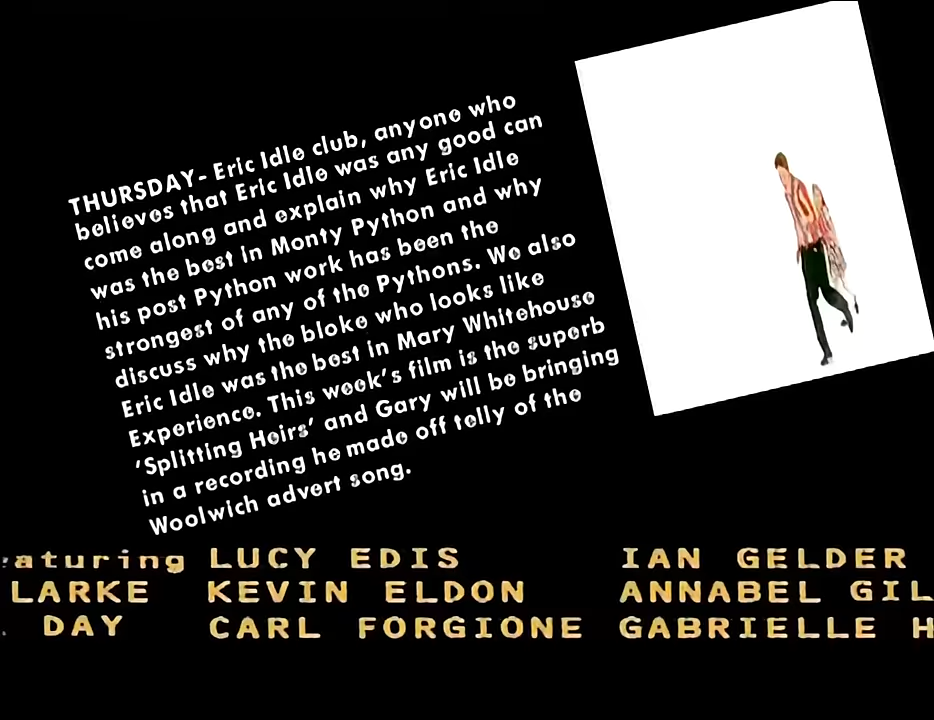 THURSDAY- Eric Idle club, anyone who
believes that Eric Idle was any good can
come along and explain why Eric Idle
was the best in Monty Python and why
his post Python work has been the
strongest of any of the Pythons. We also
discuss why the bloke who looks like
Eric Idle was the best in Mary Whitehouse
Experience. This week's film is the superb
'Splitting Heirs' and Gary will be bringing
in a recording he made off telly of the
Woolwich advert song.
aturing LUCY EDIS IAN GELDER
LARKE KEVIN ELDON ANNABEL GIL
. DAY CARL FORGIONE GABRIELLE H